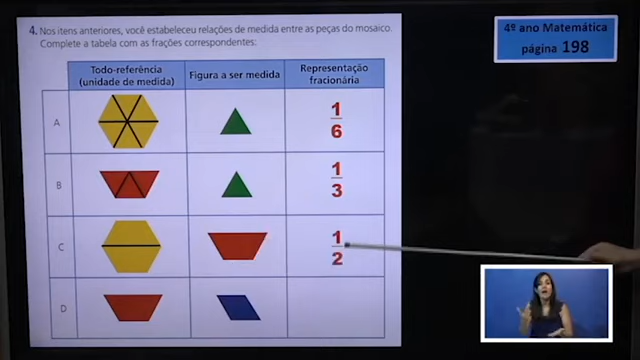 4. Nos itens anteriores, você estabeleceu relações de medida entre as peças do mosaico.
Complete a tabela com as frações correspondentes:
4º ano Matemática
página 198
Todo-referência
(unidade de medida)
Figura a ser medida
Representação
fracionária
A
1
6
B
1
3
C
1
2
D